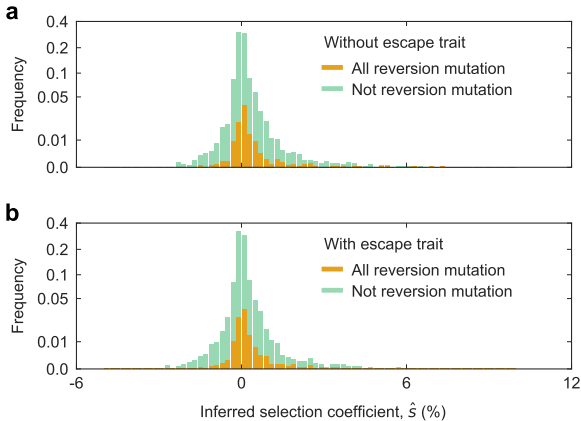 a
0.4
0.2
0.1
0.05
0.01
0.0
Frequency
Without escape trait
All reversion mutation
Not reversion mutation
b
0.4
0.2
0.1
0.05
0.01
0.0
Frequency
With escape trait
All reversion mutation
Not reversion mutation
-6 0 6 12
Inferred selection coefficient, ŝ (%)